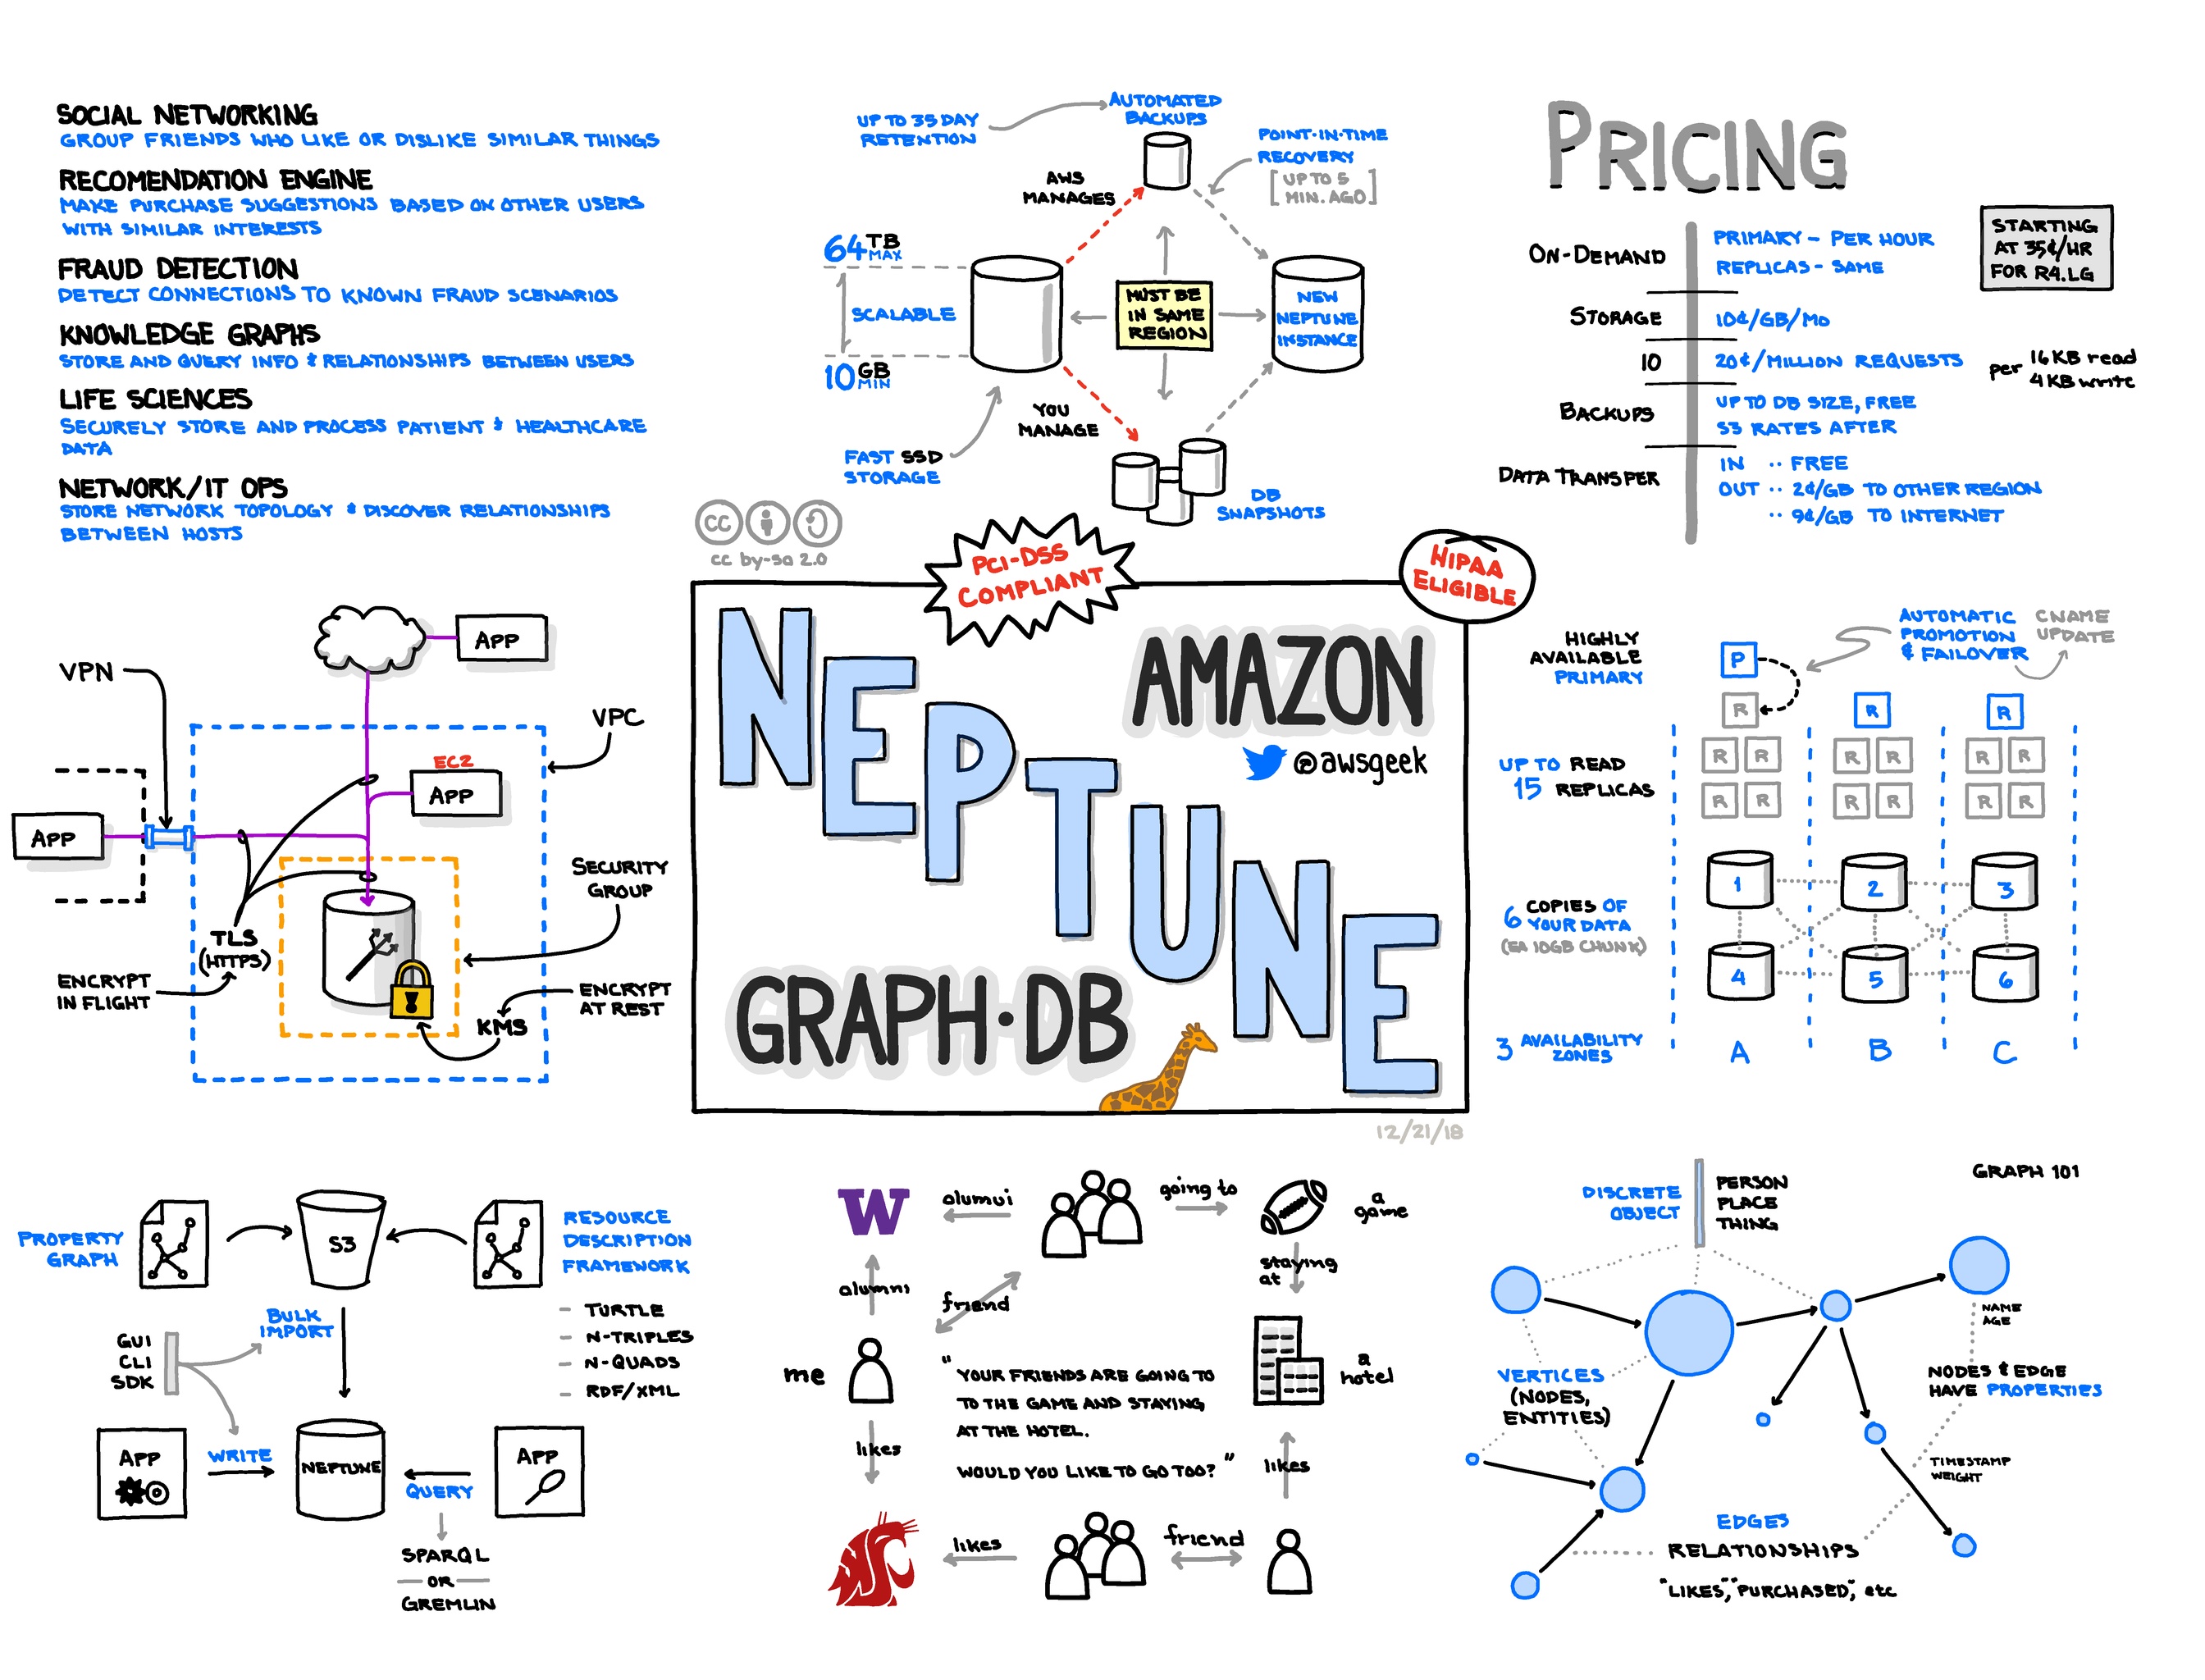 SOCIAL NETWORKING
GROUP FRIENDS WHO LIKE OR DISLIKE SIMILAR THINGS
RECOMENDATION ENGINE
MAKE PURCHASE SUGGESTIONS BASED ON OTHER USERS
WITH SIMILAR INTERESTS
FRAUD DETECTION
DETECT CONNECTIONS TO KNOWN FRAUD SCENARIOS
KNOWLEDGE GRAPHS
STORE AND QUERY INFO & RELATIONSHIPS BETWEEN USERS
LIFE SCIENCES
SECURELY STORE AND PROCESS PATIENT & HEALTHCARE
DATA
NETWORK/IT OPS
STORE NETWORK TOPOLOGY & DISCOVER RELATIONSHIPS
BETWEEN HOSTS
UP TO 35 DAY
RETENTION
AUTOMATED
BACKUPS
POINT-IN-TIME
RECOVERY
[UP TO 5
MIN. AGO]
AWS
MANAGES
64 TB
MAX
SCALABLE
10 GB
MIN
MUST BE
IN SAME
REGION
NEW
NEPTUNE
INSTANCE
YOU
MANAGE
FAST SSD
STORAGE
DB
SNAPSHOTS
PRICING
ON-DEMAND
PRIMARY - PER HOUR
REPLICAS - SAME
STARTING
AT 35¢/HR
FOR R4.LG
STORAGE
10¢/GB/MO
IO
20¢/MILLION REQUESTS
per 16KB read
4KB write
BACKUPS
UP TO DB SIZE, FREE
S3 RATES AFTER
DATA TRANSFER
IN .. FREE
OUT .. 2¢/GB TO OTHER REGION
.. 9¢/GB TO INTERNET
cc
cc by-sa 2.0
PCI-DSS
COMPLIANT
HIPAA
ELIGIBLE
AMAZON
NEPTUNE
@awsgeek
GRAPH·DB
12/21/18
VPN
APP
VPC
EC2
APP
APP
SECURITY
GROUP
TLS
(HTTPS)
ENCRYPT
IN FLIGHT
ENCRYPT
AT REST
KMS
HIGHLY
AVAILABLE
PRIMARY
AUTOMATIC
PROMOTION
& FAILOVER
CNAME
UPDATE
P
R R R
UP TO READ
15 REPLICAS
R R R R R R
R R R R R R
6 COPIES OF
YOUR DATA
(EA 10GB CHUNK)
1 2 3
4 5 6
3 AVAILABILITY
ZONES
A B C
PROPERTY
GRAPH
S3
RESOURCE
DESCRIPTION
FRAMEWORK
- TURTLE
- N-TRIPLES
- N-QUADS
- RDF/XML
BULK
IMPORT
GUI
CLI
SDK
APP
WRITE
NEPTUNE
QUERY
APP
SPARQL
- OR -
GREMLIN
W
alumui
going to
a
game
alumni
friend
staying
at
me
a
hotel
likes
"YOUR FRIENDS ARE GOING TO
TO THE GAME AND STAYING
AT THE HOTEL.
WOULD YOU LIKE TO GO TOO?"
likes
WSC
likes
friend
GRAPH 101
DISCRETE
OBJECT
PERSON
PLACE
THING
NAME
AGE
VERTICES
(NODES,
ENTITIES)
NODES & EDGE
HAVE PROPERTIES
TIMESTAMP
WEIGHT
EDGES
RELATIONSHIPS
"LIKES", "PURCHASED", etc